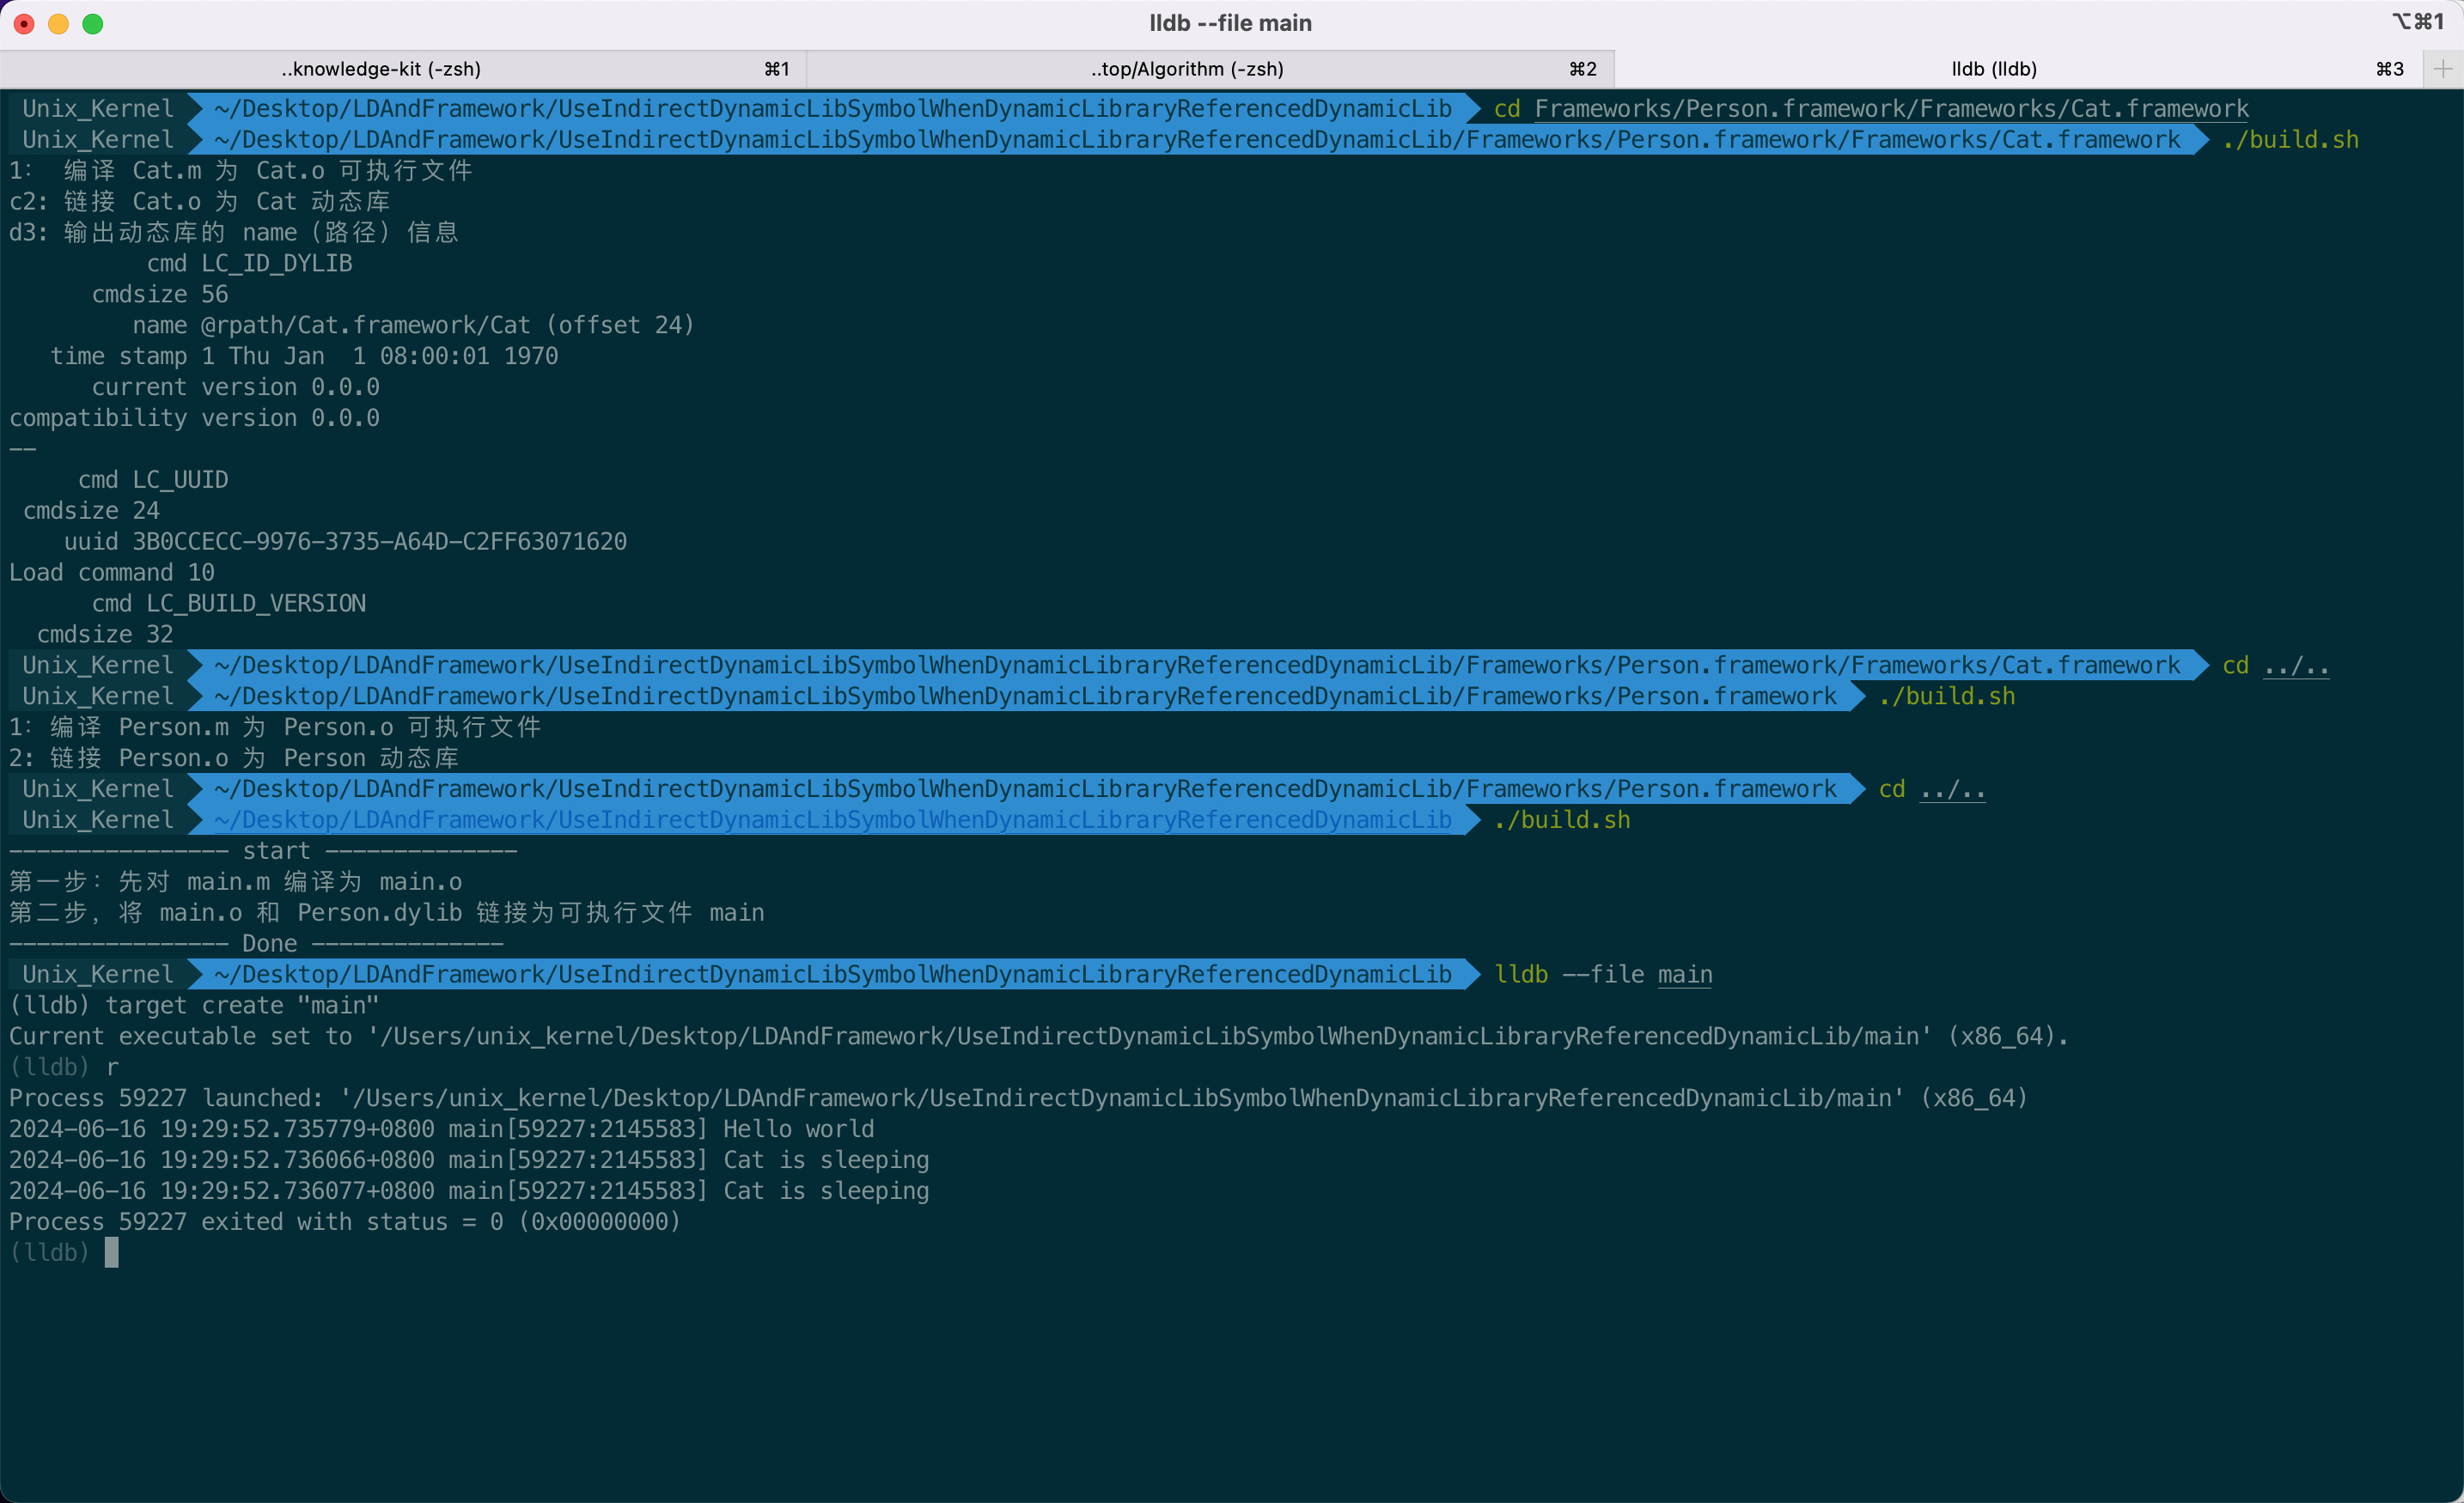 lldb --file main
⌥⌘1
..knowledge-kit (-zsh) ⌘1 ..top/Algorithm (-zsh) ⌘2 lldb (lldb) ⌘3
Unix_Kernel ~/Desktop/LDAndFramework/UseIndirectDynamicLibSymbolWhenDynamicLibraryReferencedDynamicLib cd Frameworks/Person.framework/Frameworks/Cat.framework
Unix_Kernel ~/Desktop/LDAndFramework/UseIndirectDynamicLibSymbolWhenDynamicLibraryReferencedDynamicLib/Frameworks/Person.framework/Frameworks/Cat.framework ./build.sh
1： 编译 Cat.m 为 Cat.o 可执行文件
c2: 链接 Cat.o 为 Cat 动态库
d3: 输出动态库的 name（路径）信息
cmd LC_ID_DYLIB
cmdsize 56
name @rpath/Cat.framework/Cat (offset 24)
time stamp 1 Thu Jan  1 08:00:01 1970
current version 0.0.0
compatibility version 0.0.0
--
cmd LC_UUID
cmdsize 24
uuid 3B0CCECC-9976-3735-A64D-C2FF63071620
Load command 10
cmd LC_BUILD_VERSION
cmdsize 32
Unix_Kernel ~/Desktop/LDAndFramework/UseIndirectDynamicLibSymbolWhenDynamicLibraryReferencedDynamicLib/Frameworks/Person.framework/Frameworks/Cat.framework cd ../..
Unix_Kernel ~/Desktop/LDAndFramework/UseIndirectDynamicLibSymbolWhenDynamicLibraryReferencedDynamicLib/Frameworks/Person.framework ./build.sh
1: 编译 Person.m 为 Person.o 可执行文件
2: 链接 Person.o 为 Person 动态库
Unix_Kernel ~/Desktop/LDAndFramework/UseIndirectDynamicLibSymbolWhenDynamicLibraryReferencedDynamicLib/Frameworks/Person.framework cd ../..
Unix_Kernel ~/Desktop/LDAndFramework/UseIndirectDynamicLibSymbolWhenDynamicLibraryReferencedDynamicLib ./build.sh
---------------- start --------------
第一步：先对 main.m 编译为 main.o
第二步，将 main.o 和 Person.dylib 链接为可执行文件 main
---------------- Done --------------
Unix_Kernel ~/Desktop/LDAndFramework/UseIndirectDynamicLibSymbolWhenDynamicLibraryReferencedDynamicLib lldb --file main
(lldb) target create "main"
Current executable set to '/Users/unix_kernel/Desktop/LDAndFramework/UseIndirectDynamicLibSymbolWhenDynamicLibraryReferencedDynamicLib/main' (x86_64).
(lldb) r
Process 59227 launched: '/Users/unix_kernel/Desktop/LDAndFramework/UseIndirectDynamicLibSymbolWhenDynamicLibraryReferencedDynamicLib/main' (x86_64)
2024-06-16 19:29:52.735779+0800 main[59227:2145583] Hello world
2024-06-16 19:29:52.736066+0800 main[59227:2145583] Cat is sleeping
2024-06-16 19:29:52.736077+0800 main[59227:2145583] Cat is sleeping
Process 59227 exited with status = 0 (0x00000000)
(lldb)